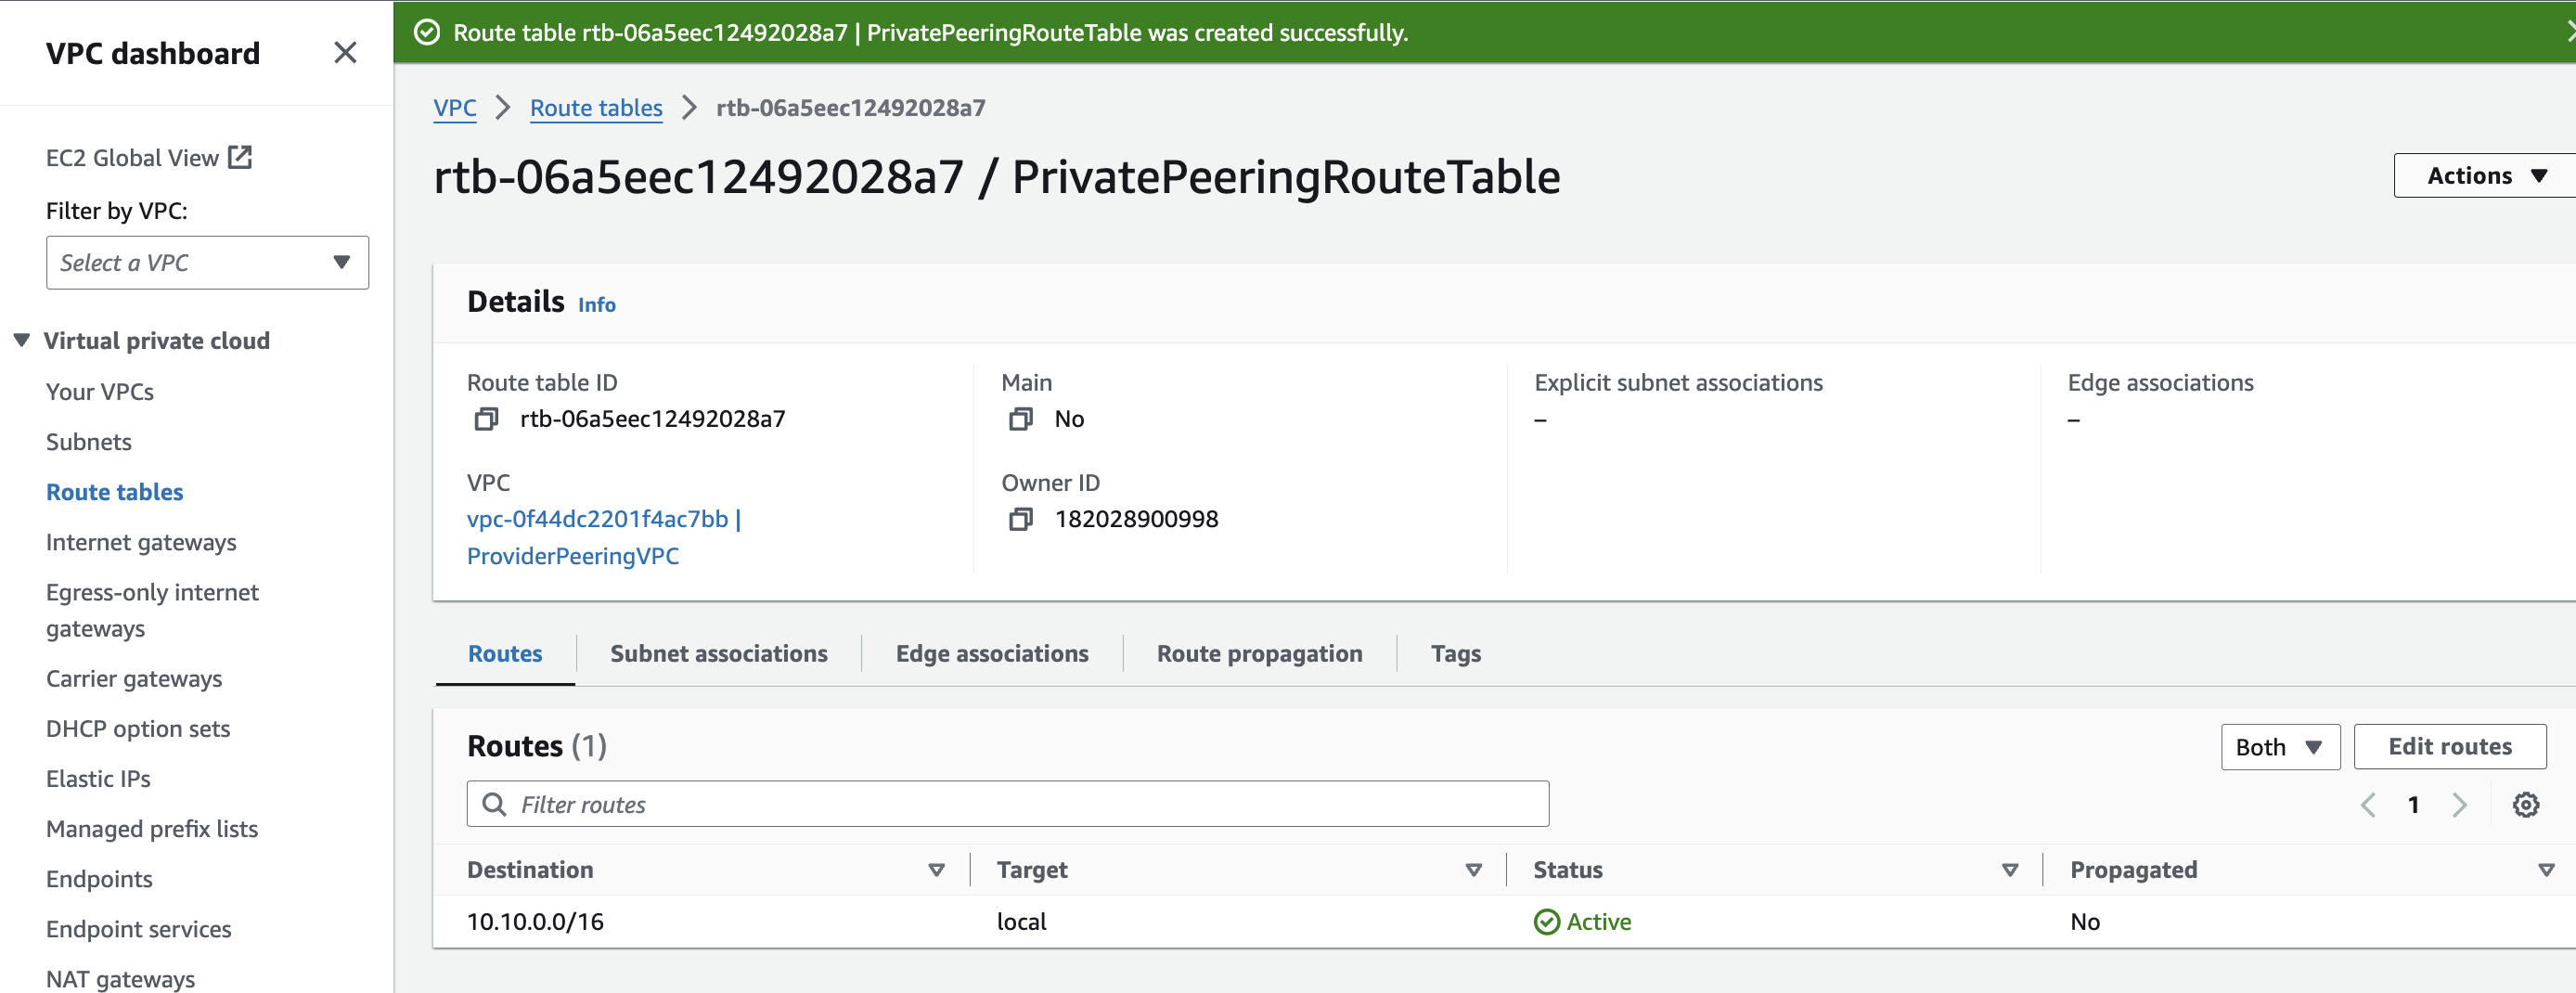 VPC dashboard
EC2 Global View
Filter by VPC:
Select a VPC
Virtual private cloud
Your VPCs
Subnets
Route tables
Internet gateways
Egress-only internet
gateways
Carrier gateways
DHCP option sets
Elastic IPs
Managed prefix lists
Endpoints
Endpoint services
NAT gateways
Route table rtb-06a5eec12492028a7 | PrivatePeeringRouteTable was created successfully.
VPC > Route tables > rtb-06a5eec12492028a7
rtb-06a5eec12492028a7 / PrivatePeeringRouteTable
Actions
Details Info
Route table ID
rtb-06a5eec12492028a7
Main
No
Explicit subnet associations
–
Edge associations
–
VPC
vpc-0f44dc2201f4ac7bb |
ProviderPeeringVPC
Owner ID
182028900998
Routes Subnet associations Edge associations Route propagation Tags
Routes (1)
Both
Edit routes
Filter routes
1
Destination Target Status Propagated
10.10.0.0/16 local Active No